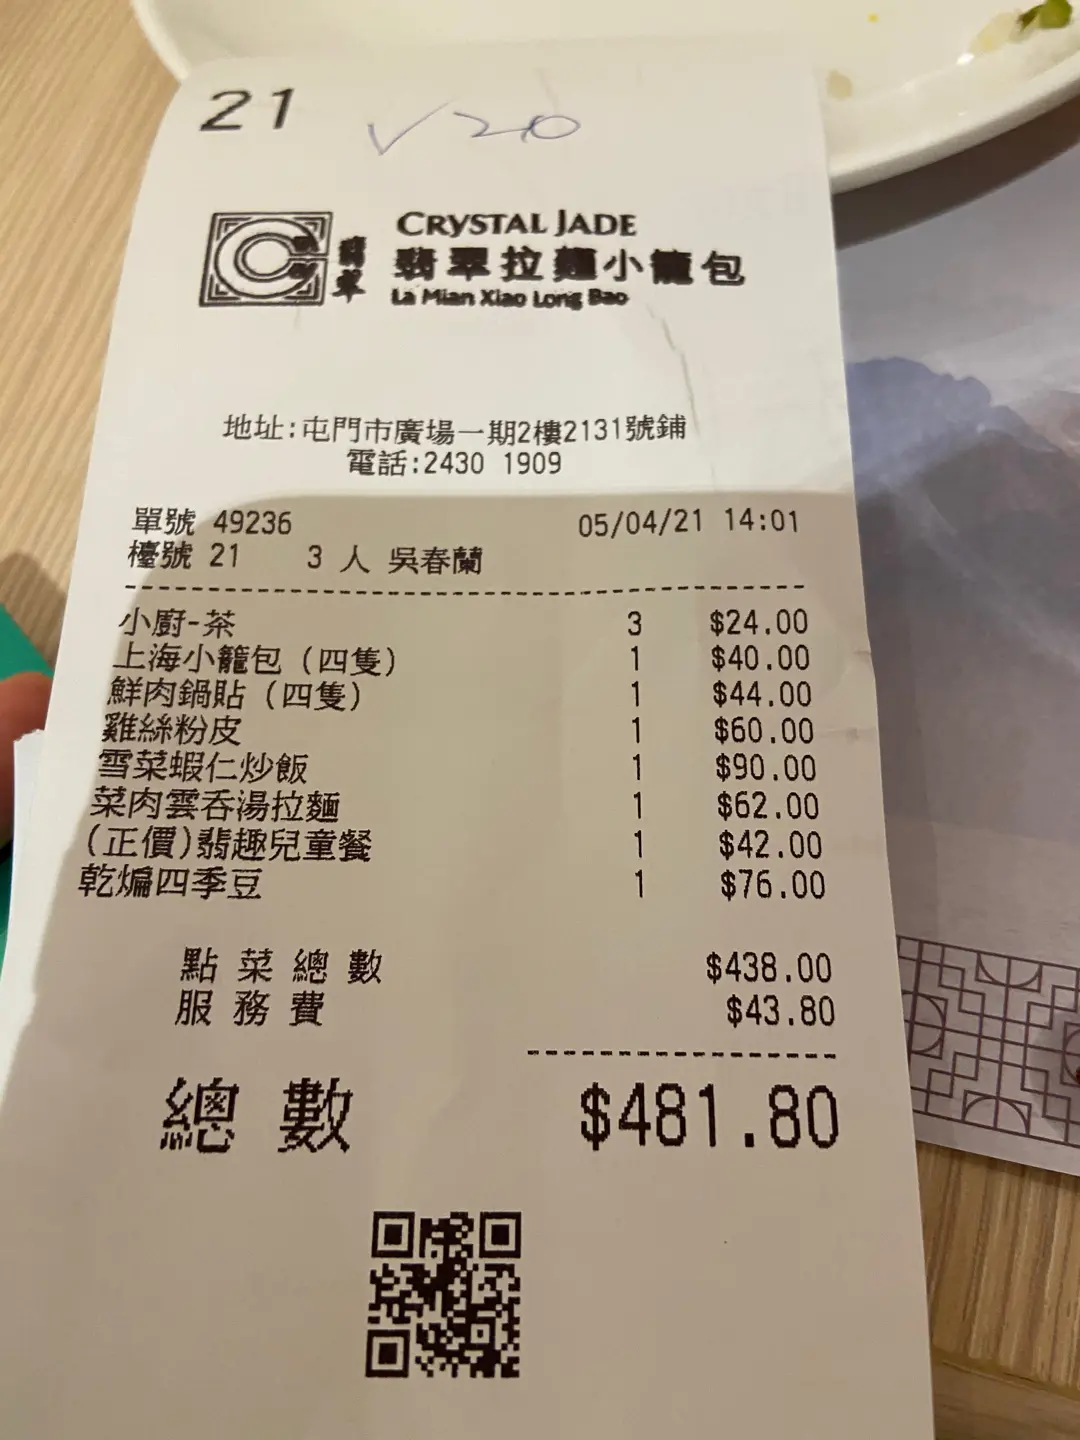 21 √20
CRYSTAL JADE
翡翠
翡翠拉麵小籠包
La Mian Xiao Long Bao
地址:屯門市廣場一期2樓2131號鋪
電話:2430 1909
單號 49236 05/04/21 14:01
檯號 21 3 人 吳春蘭
小廚-茶 3 $24.00
上海小籠包 (四隻) 1 $40.00
鮮肉鍋貼 (四隻) 1 $44.00
雞絲粉皮 1 $60.00
雪菜蝦仁炒飯 1 $90.00
菜肉雲吞湯拉麵 1 $62.00
(正價)翡趣兒童餐 1 $42.00
乾煸四季豆 1 $76.00
點菜總數 $438.00
服務費 $43.80
總數 $481.80